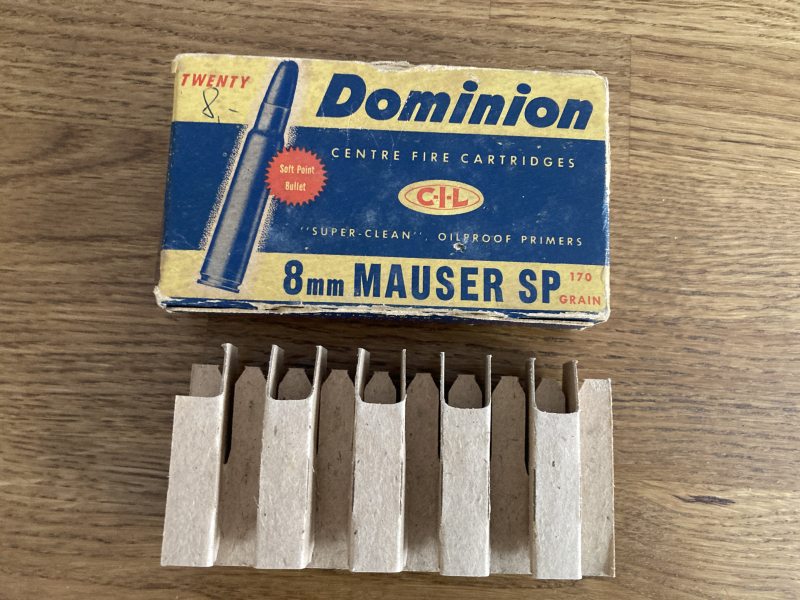 TWENTY
8,-
Dominion
CENTRE FIRE CARTRIDGES
Soft Point
Bullet
C-I-L
"SUPER-CLEAN". OILPROOF PRIMERS
8mm MAUSER SP
170
GRAIN